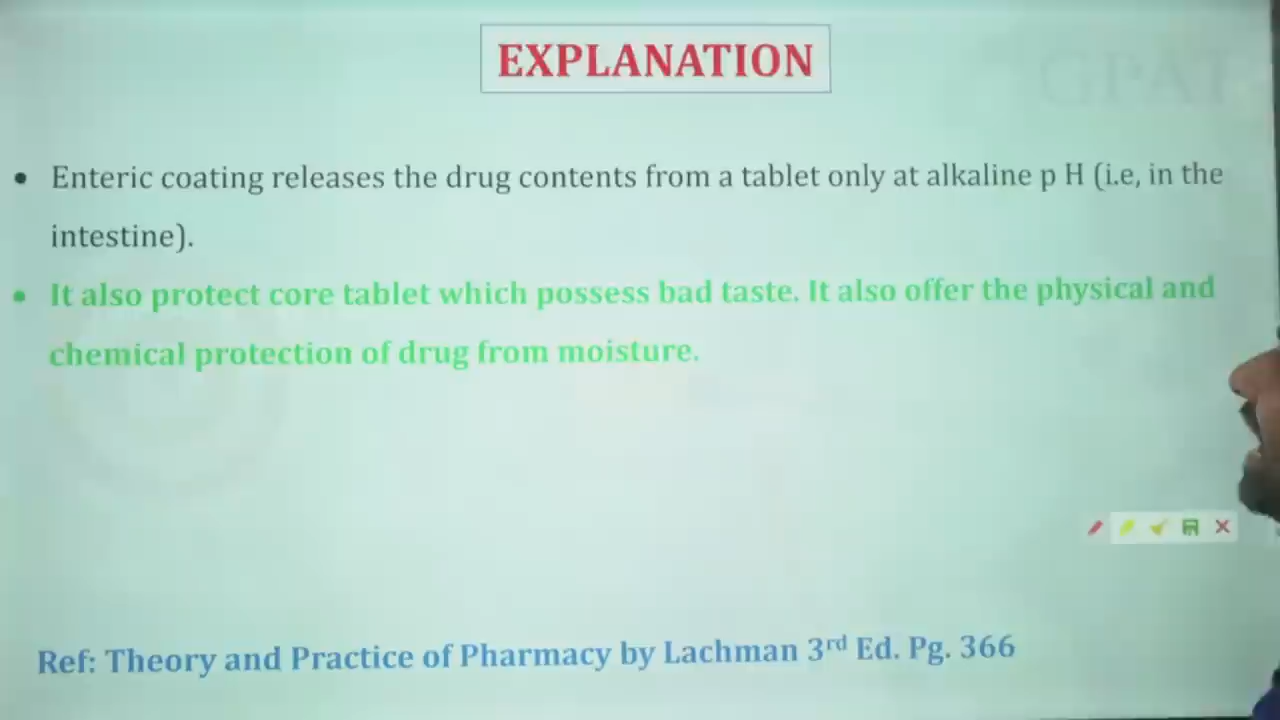 GPAT
EXPLANATION
• Enteric coating releases the drug contents from a tablet only at alkaline p H (i.e, in the
intestine).
• It also protect core tablet which possess bad taste. It also offer the physical and
chemical protection of drug from moisture.
Ref: Theory and Practice of Pharmacy by Lachman 3rd Ed. Pg. 366